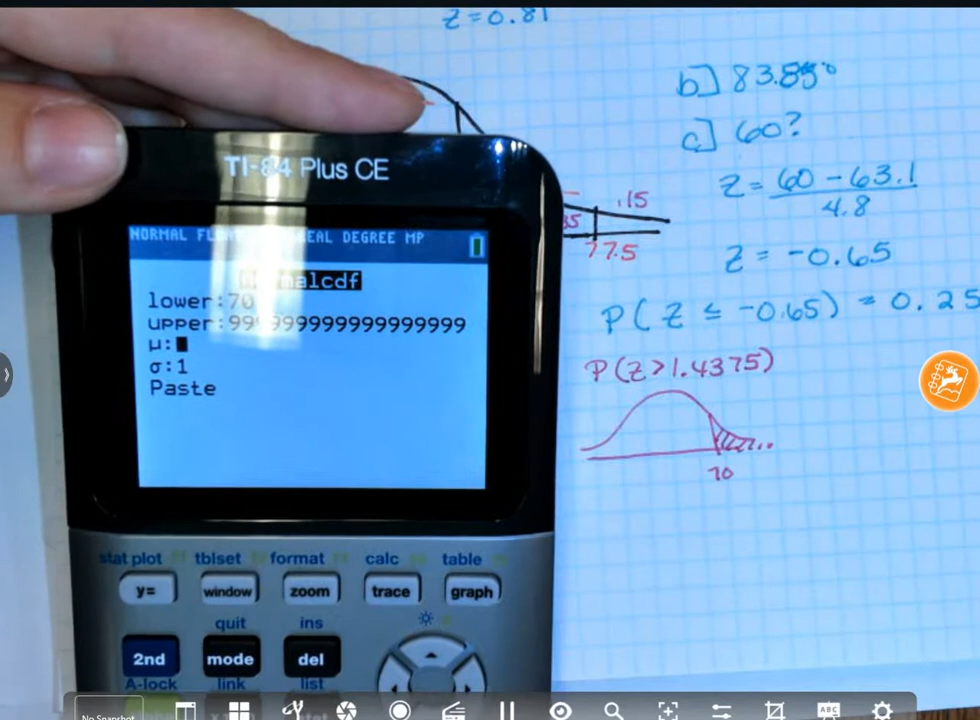 z = 0.81
b] 83.85°
c] 60?
z = 60 - 63.1
4.8
z = -0.65
P( Z ≤ -0.65) = 0.25
.15
35
77.5
P(Z>1.4375)
70
TI-84 Plus CE
NORMAL REAL DEGREE MP
lower:70
μ:
σ:1
Paste
stat plot tblset format calc table
y= window zoom trace graph
quit ins
2nd mode del
A-lock link list
No Snapshot
ABC